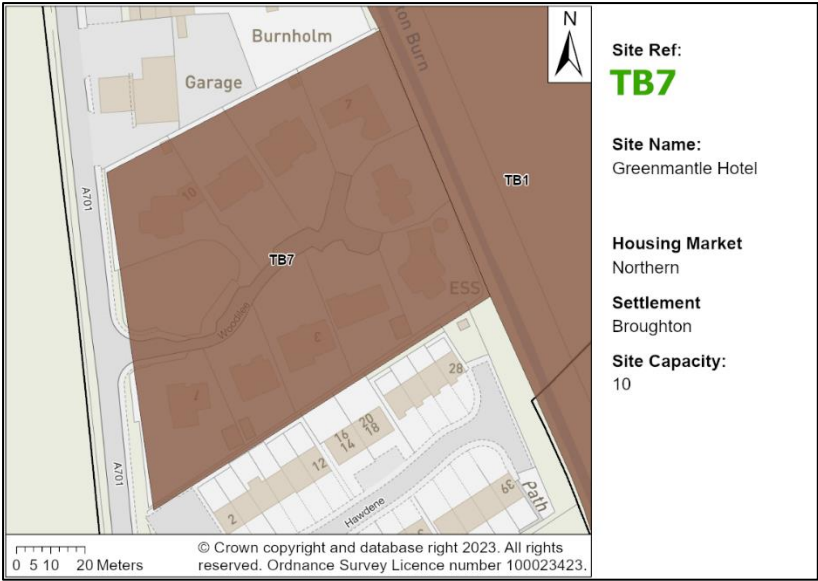 Burnholm
ton Burn
N
Garage
7
10
A701
TB1
TB7
ESS
Woodlea
3
1
28
20
16
18
14
12
A701
2
Hawdene
39
Path
0 5 10 20 Meters
© Crown copyright and database right 2023. All rights
reserved. Ordnance Survey Licence number 100023423.
Site Ref:
TB7
Site Name:
Greenmantle Hotel
Housing Market
Northern
Settlement
Broughton
Site Capacity:
10